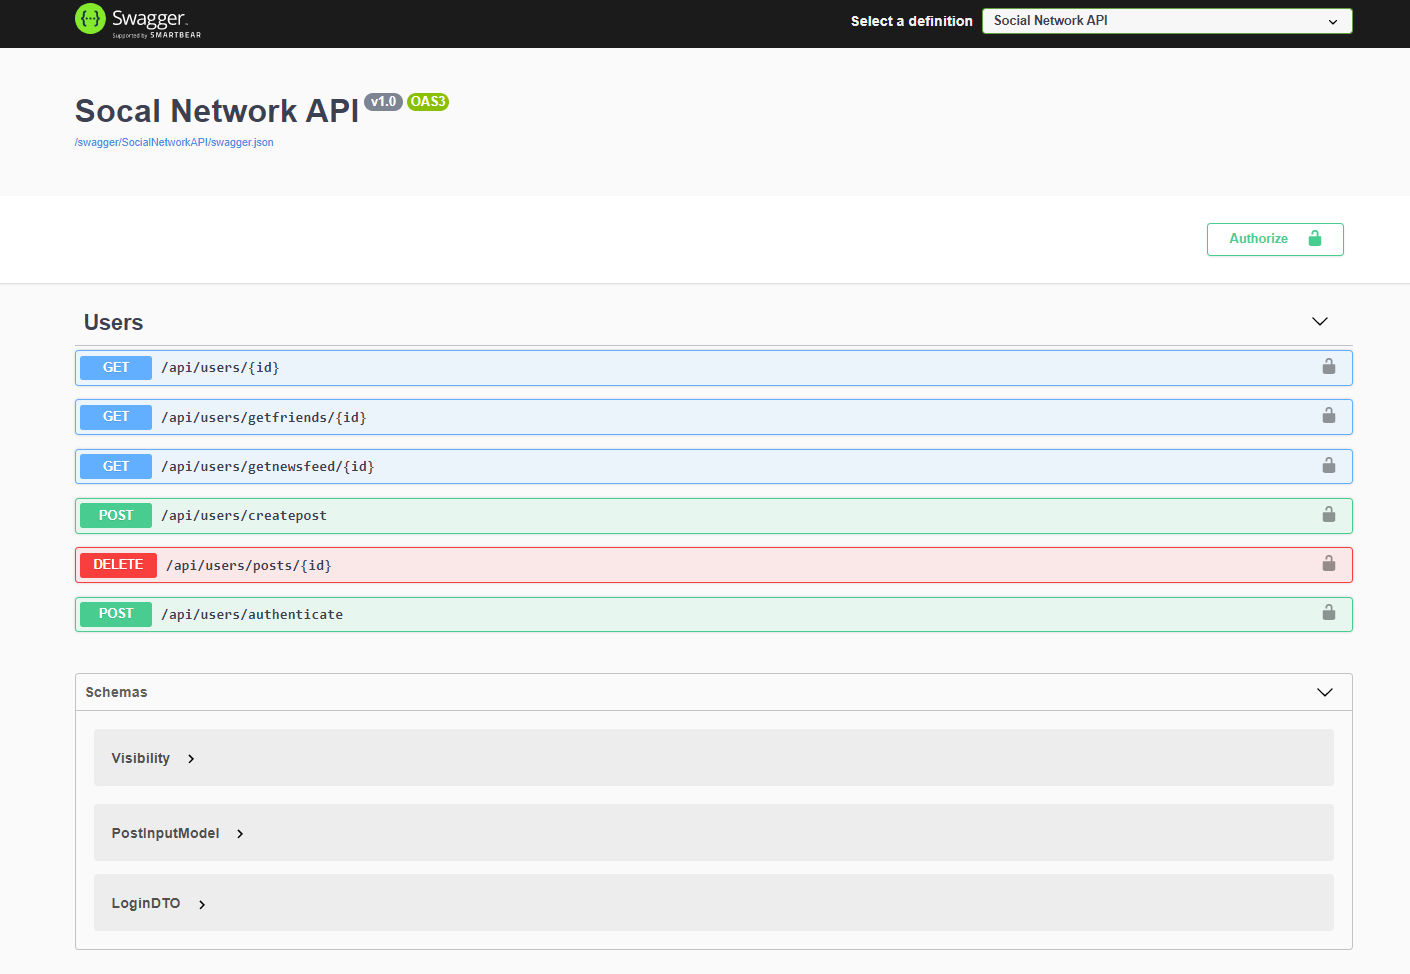 Swagger.
Supported by SMARTBEAR
Select a definition
Social Network API
Socal Network API v1.0 OAS3
/swagger/SocialNetworkAPI/swagger.json
Authorize
Users
GET /api/users/{id}
GET /api/users/getfriends/{id}
GET /api/users/getnewsfeed/{id}
POST /api/users/createpost
DELETE /api/users/posts/{id}
POST /api/users/authenticate
Schemas
Visibility
PostInputModel
LoginDTO